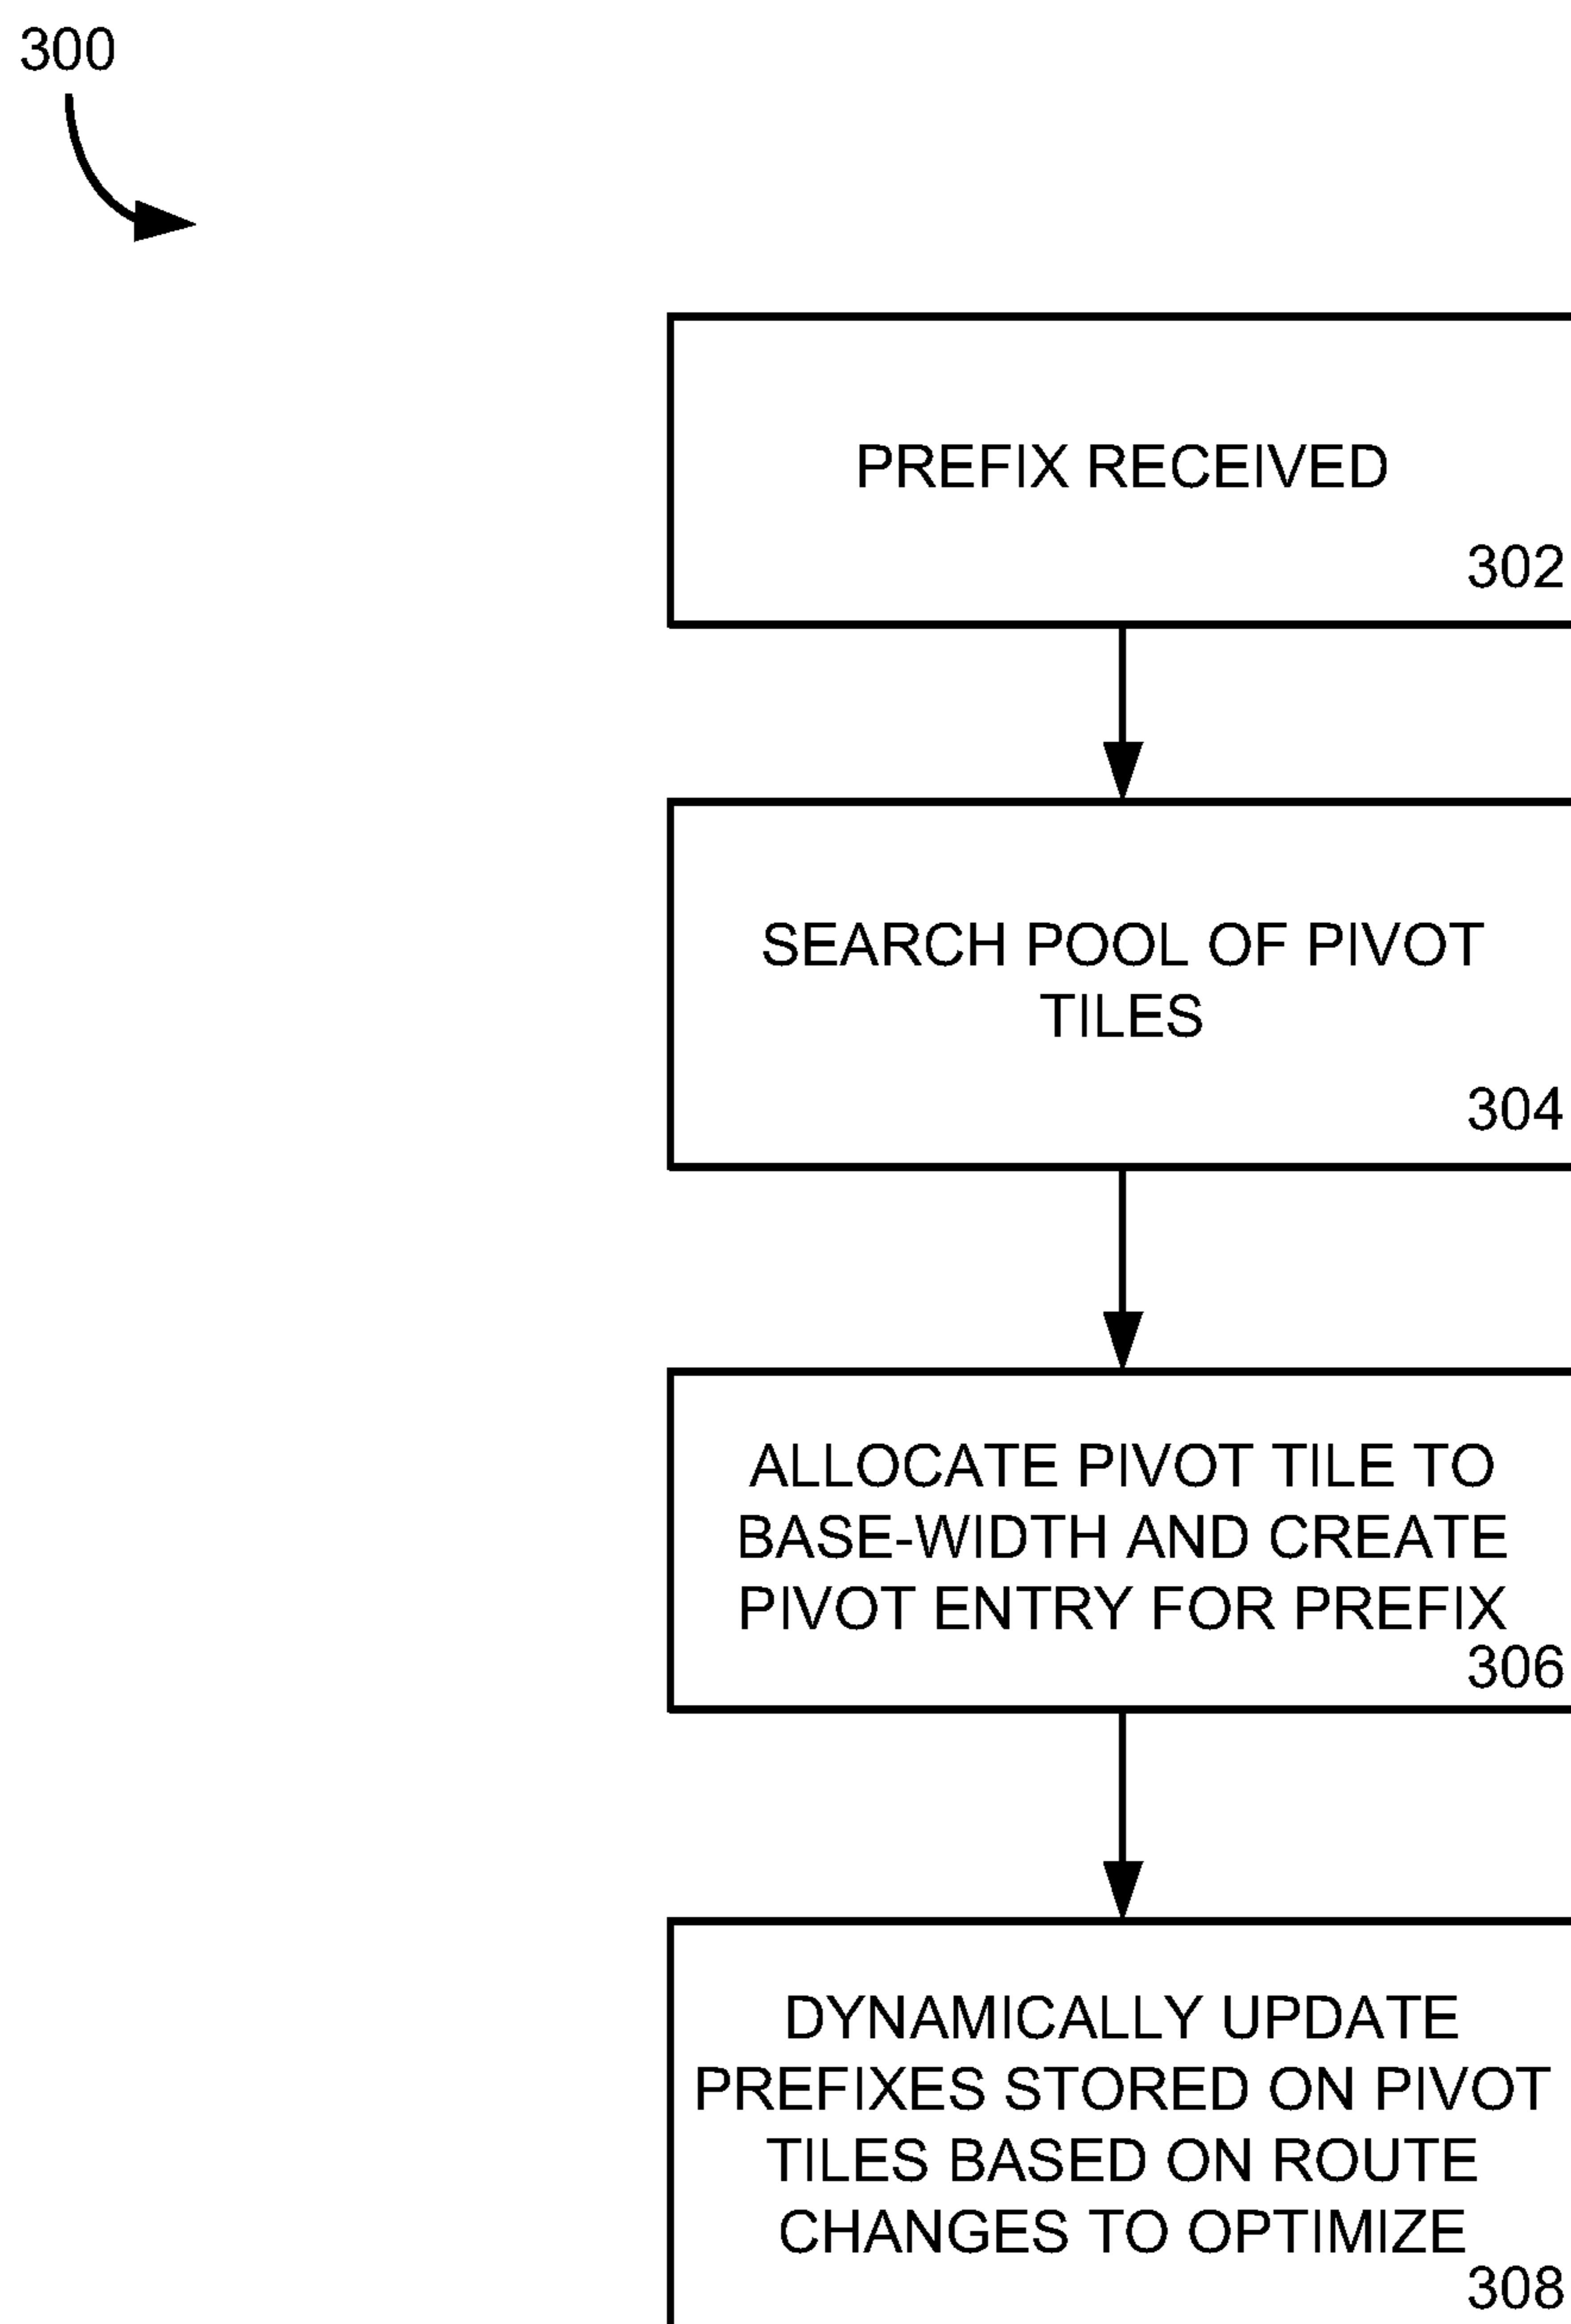 300
PREFIX RECEIVED
302
SEARCH POOL OF PIVOT
TILES
304
ALLOCATE PIVOT TILE TO
BASE-WIDTH AND CREATE
PIVOT ENTRY FOR PREFIX
306
DYNAMICALLY UPDATE
PREFIXES STORED ON PIVOT
TILES BASED ON ROUTE
CHANGES TO OPTIMIZE
308